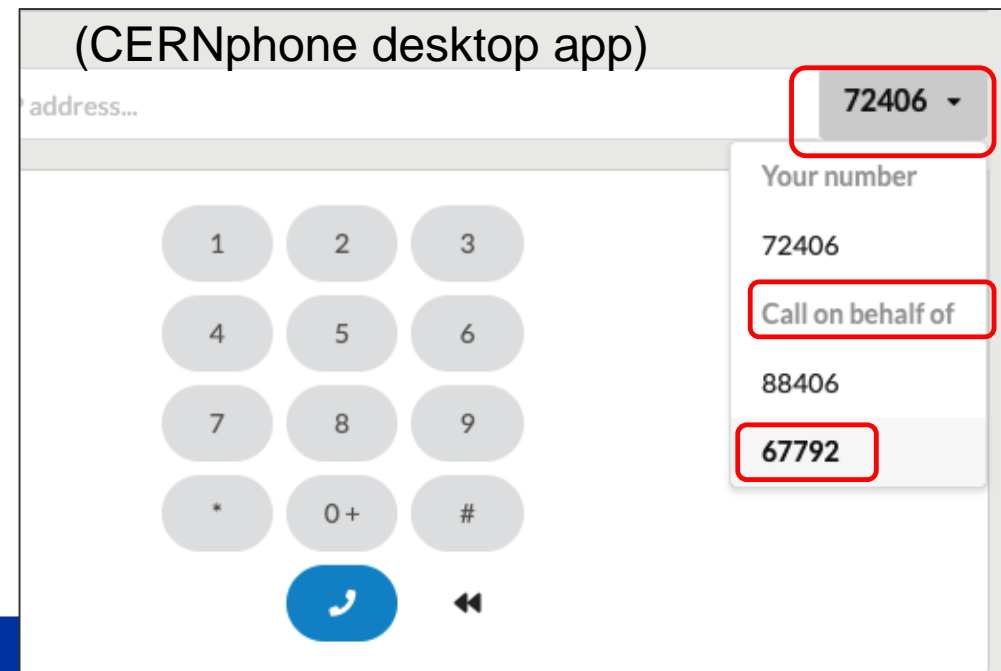 (CERNphone desktop app)
address...
72406
Your number
72406
Call on behalf of
88406
67792
1 2 3
4 5 6
7 8 9
* 0+ #